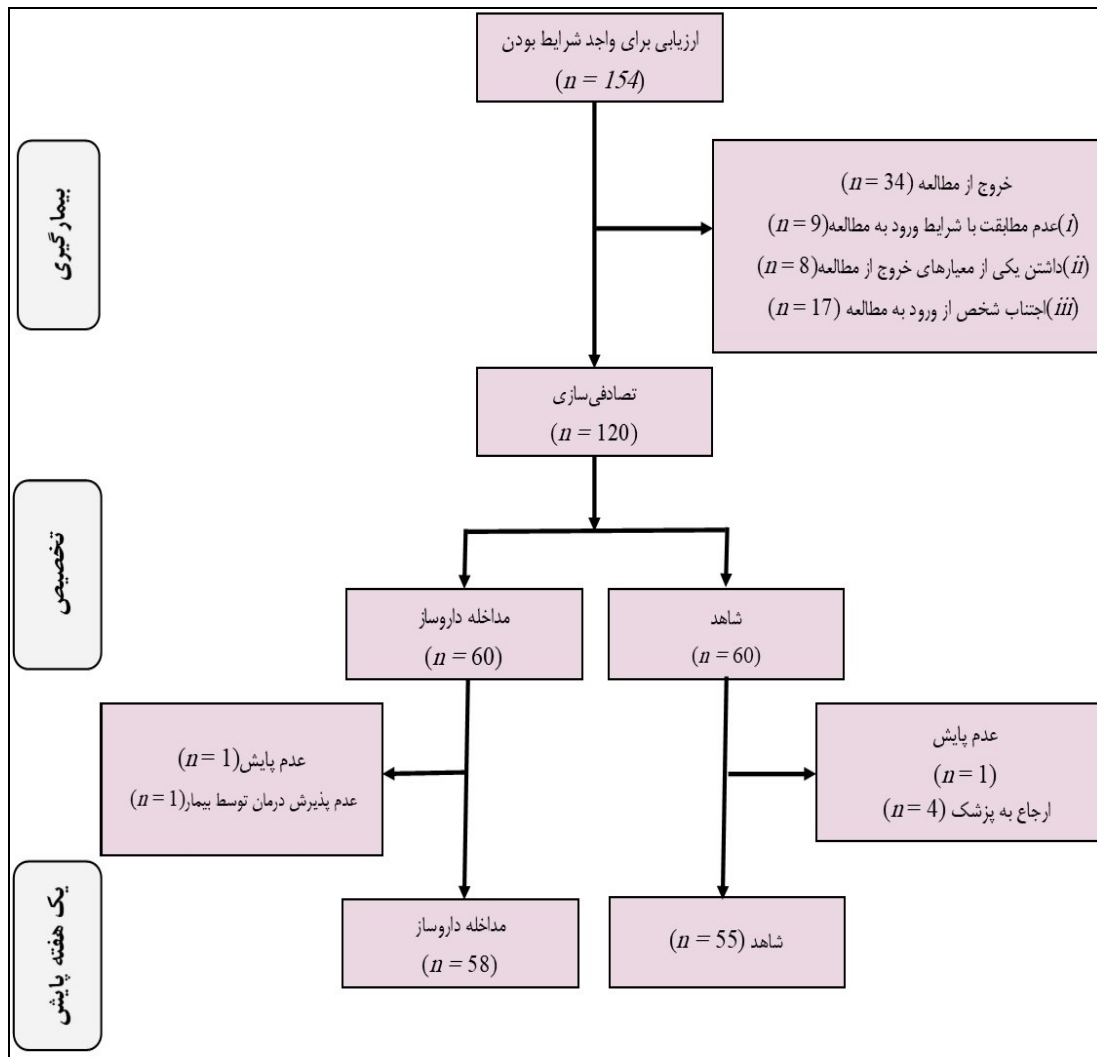 ارزیابی برای واجد شرایط بودن
(n = 154)
بیمارگیری
خروج از مطالعه (n = 34)
(i)عدم مطابقت با شرایط ورود به مطالعه(n = 9)
(ii)داشتن یکی از معیارهای خروج از مطالعه(n = 8)
(iii)اجتناب شخص از ورود به مطالعه (n = 17)
تصادفی‌سازی
(n = 120)
تخصیص
شاهد
(n = 60)
مداخله داروساز
(n = 60)
عدم پایش
(n = 1)
ارجاع به پزشک (n = 4)
عدم پایش(n = 1)
عدم پذیرش درمان توسط بیمار(n = 1)
یک هفته پایش
شاهد (n = 55)
مداخله داروساز
(n = 58)